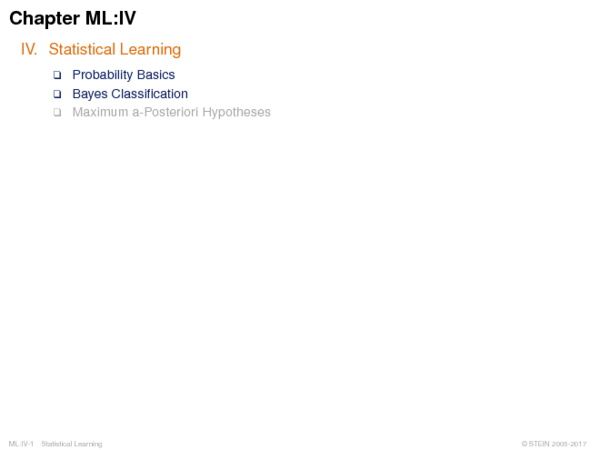 Chapter ML:IV
IV. Statistical Learning
❑ Probability Basics
❑ Bayes Classification
❑ Maximum a-Posteriori Hypotheses
ML:IV-1 Statistical Learning © STEIN 2005-2017